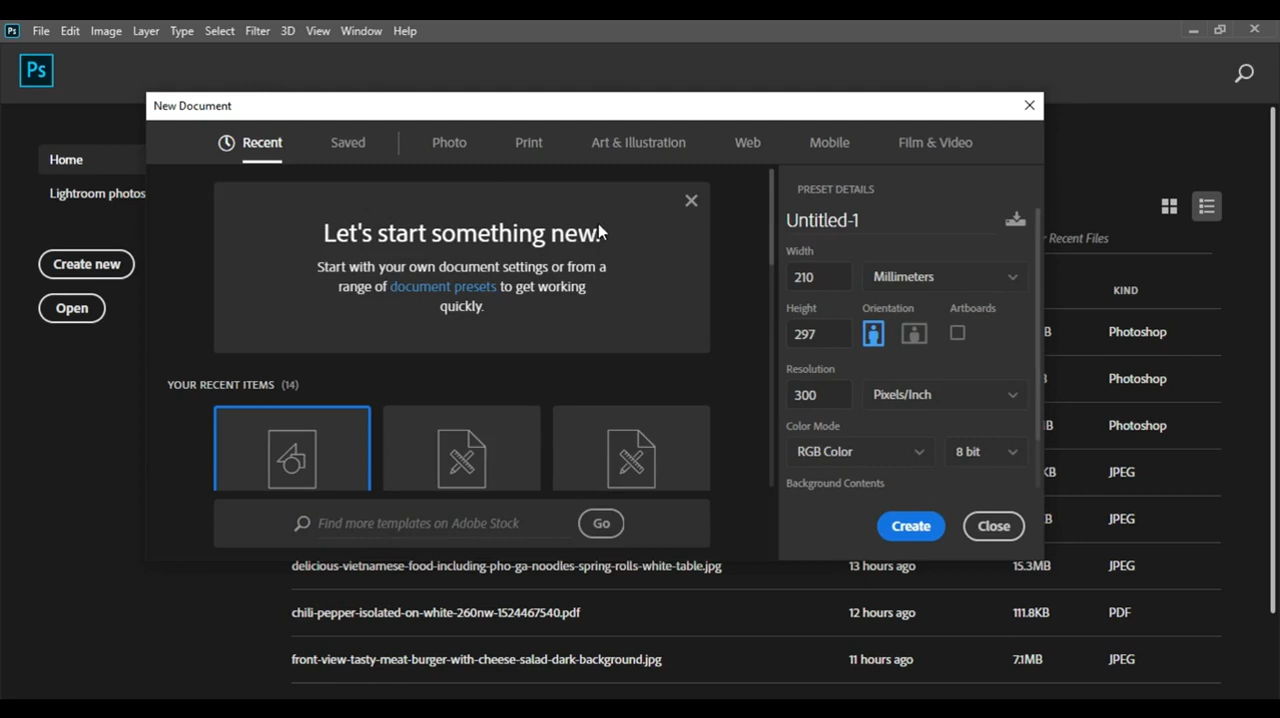 Ps File Edit Image Layer Type Select Filter 3D View Window Help
Ps
New Document
Recent Saved Photo Print Art & Illustration Web Mobile Film & Video
Home
Lightroom photos
Create new
Open
Let's start something new.
Start with your own document settings or from a
range of document presets to get working
quickly.
YOUR RECENT ITEMS (14)
Find more templates on Adobe Stock Go
PRESET DETAILS
Untitled-1
Width
210 Millimeters
Height Orientation Artboards
297
Resolution
300 Pixels/Inch
Color Mode
RGB Color 8 bit
Background Contents
Create Close
Recent Files
KIND
B Photoshop
Photoshop
B Photoshop
KB JPEG
B JPEG
delicious-vietnamese-food-including-pho-ga-noodles-spring-rolls-white-table.jpg 13 hours ago 15.3MB JPEG
chili-pepper-isolated-on-white-260nw-1524467540.pdf 12 hours ago 111.8KB PDF
front-view-tasty-meat-burger-with-cheese-salad-dark-background.jpg 11 hours ago 7.1MB JPEG